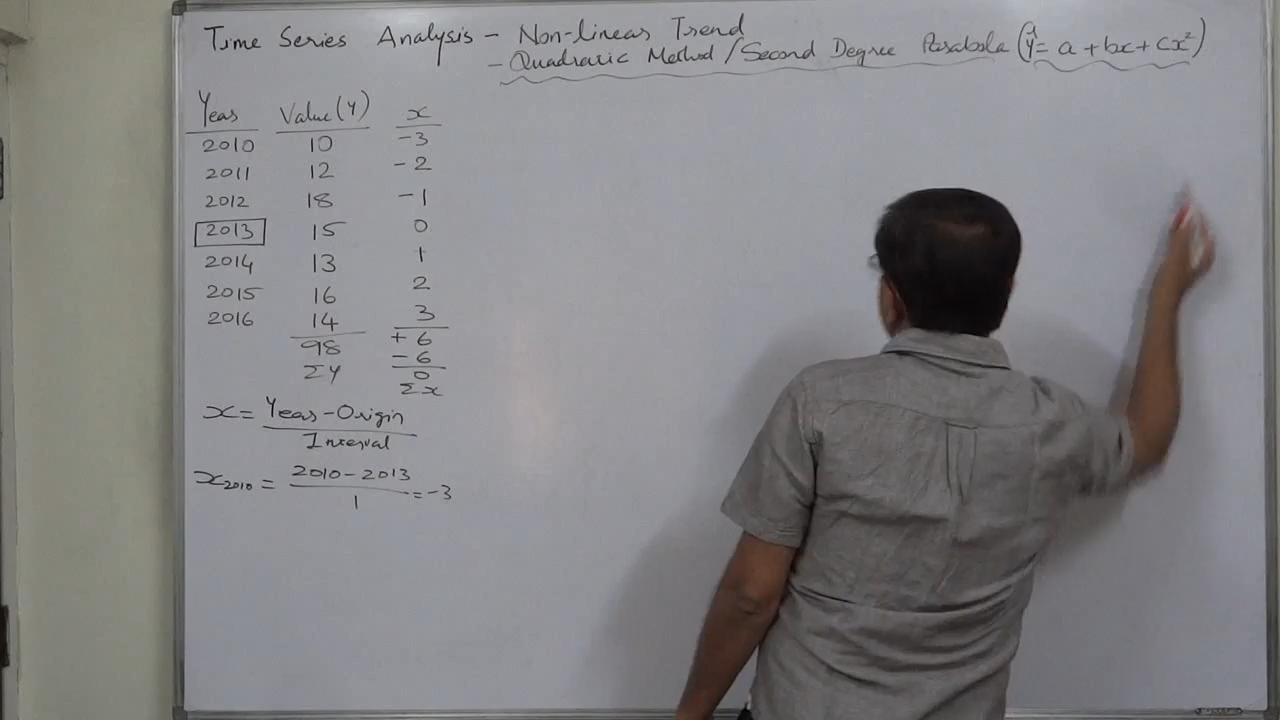 Time Series Analysis - Non-linear Trend
- Quadratic Method / Second Degree Parabola (Ŷ = a + bx + cx²)
Year Value (Y) x
2010 10 -3
2011 12 -2
2012 18 -1
2013 15 0
2014 13 1
2015 16 2
2016 14 3
98 + 6
ΣY - 6
0
Σx
x = Year - Origin
Interval
x2010 = 2010 - 2013 = -3
1